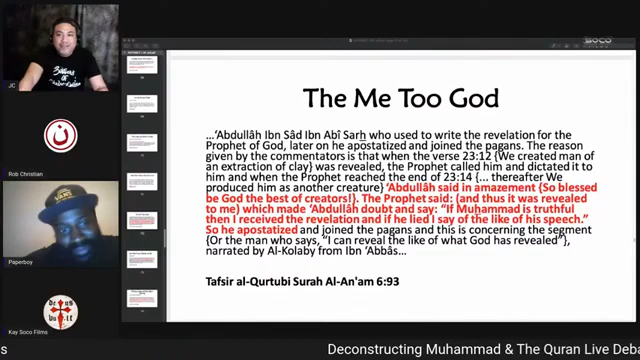 JC
Rob Christian
Paperboy
Kay Soco Films
SOCO
The Me Too God
…'Abdullâh Ibn Sâd Ibn Abî Sarh who used to write the revelation for the
Prophet of God, later on he apostatized and joined the pagans. The reason
given by the commentators is that when the verse 23:12 {We created man of
an extraction of clay} was revealed, the Prophet called him and dictated it to
him and when the Prophet reached the end of 23:14 {… thereafter We
produced him as another creature} 'Abdullâh said in amazement {So blessed
be God the best of creators!}. The Prophet said: (and thus it was revealed
to me) which made 'Abdullâh doubt and say: "If Muhammad is truthful
then I received the revelation and if he lied I say of the like of his speech."
So he apostatized and joined the pagans and this is concerning the segment
{Or the man who says, "I can reveal the like of what God has revealed"},
narrated by Al-Kolaby from Ibn 'Abbâs…
Tafsir al-Qurtubi Surah Al-An'am 6:93
s
Deconstructing Muhammad & The Quran Live Deba